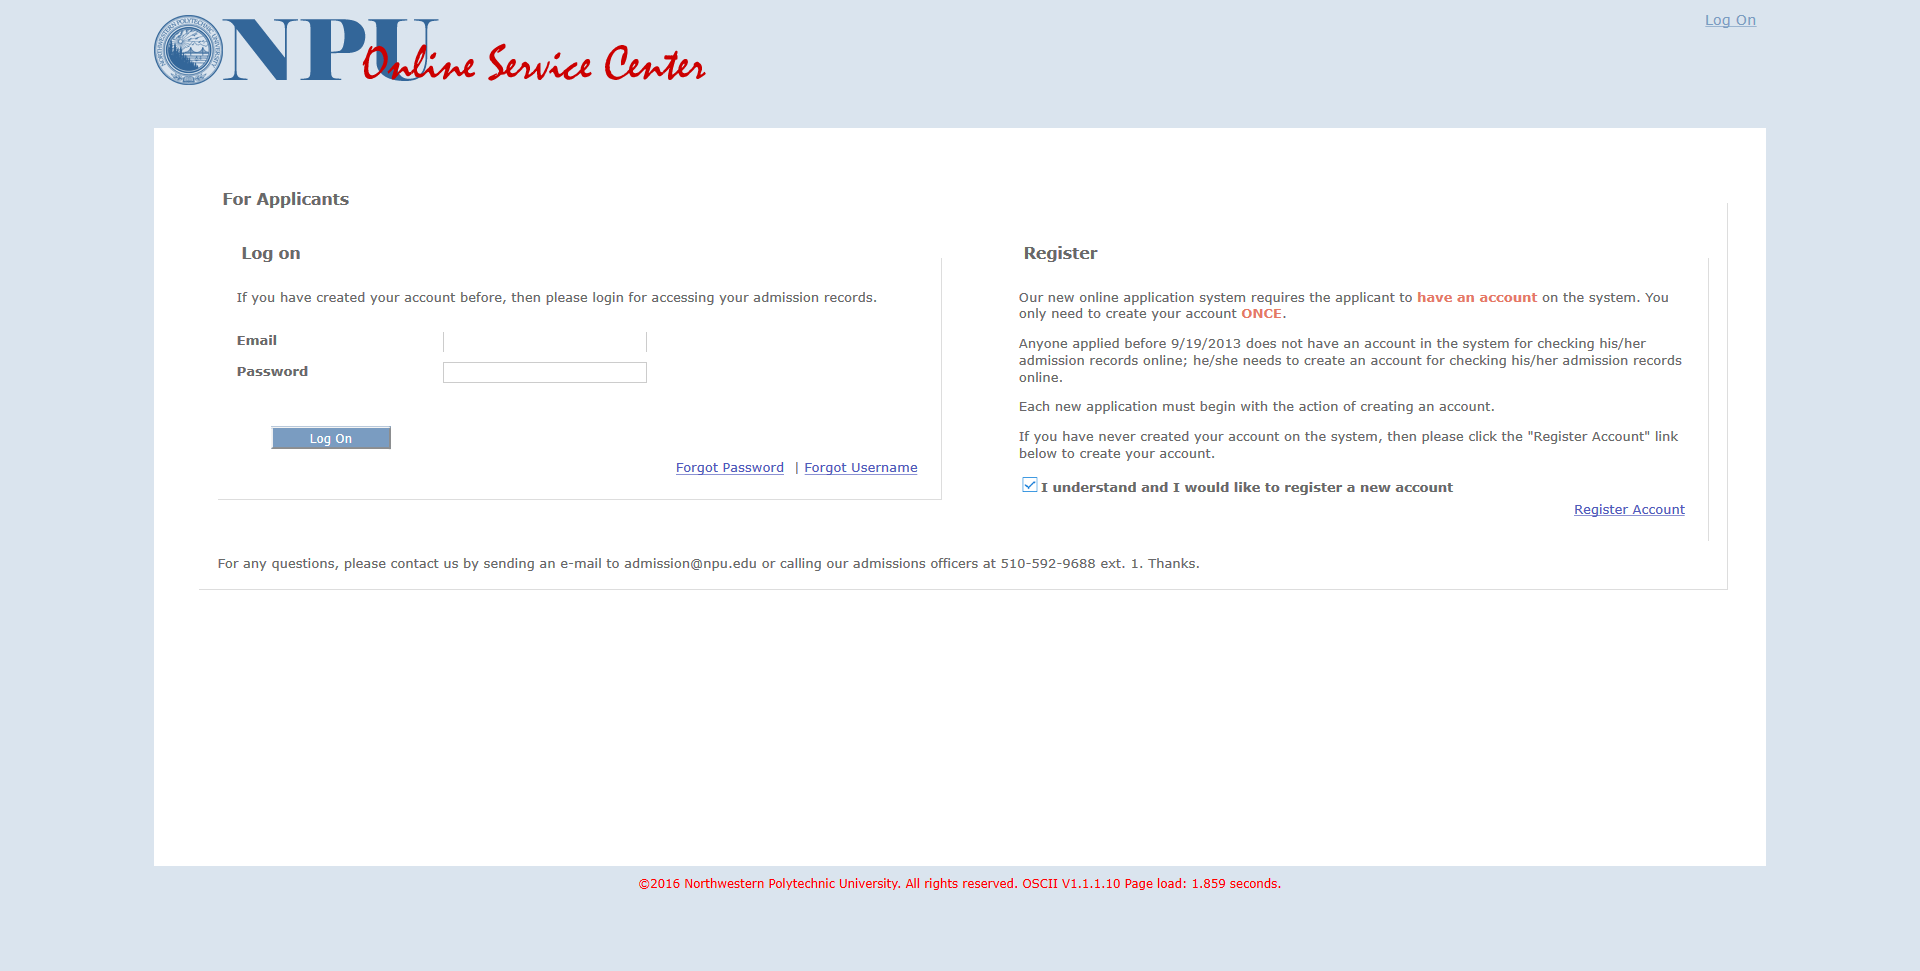 NPU Online Service Center
Log On
For Applicants
Log on
If you have created your account before, then please login for accessing your admission records.
Email
Password
Log On
Forgot Password | Forgot Username
Register
Our new online application system requires the applicant to have an account on the system. You
only need to create your account ONCE.
Anyone applied before 9/19/2013 does not have an account in the system for checking his/her
admission records online; he/she needs to create an account for checking his/her admission records
online.
Each new application must begin with the action of creating an account.
If you have never created your account on the system, then please click the "Register Account" link
below to create your account.
I understand and I would like to register a new account
Register Account
For any questions, please contact us by sending an e-mail to admission@npu.edu or calling our admissions officers at 510-592-9688 ext. 1. Thanks.
©2016 Northwestern Polytechnic University. All rights reserved. OSCII V1.1.1.10 Page load: 1.859 seconds.